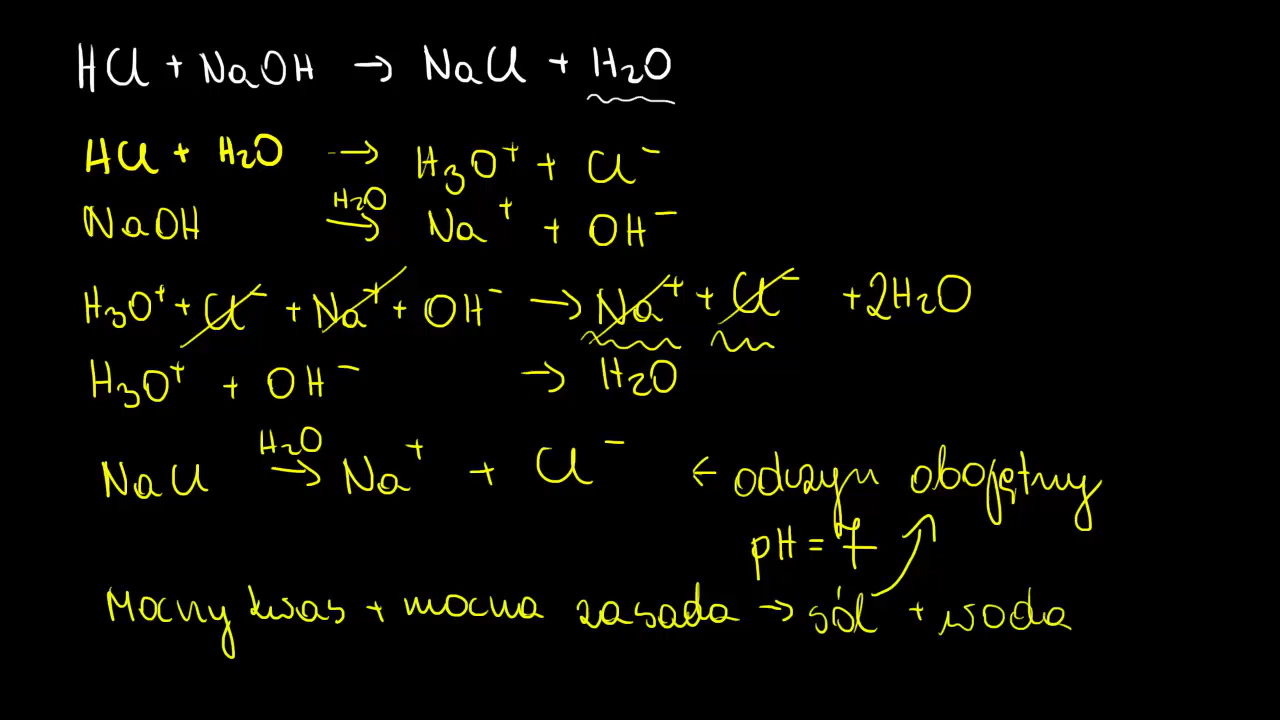 HCl + NaOH → NaCl + H₂O
HCl + H₂O → H₃O⁺ + Cl⁻
NaOH H₂O → Na⁺ + OH⁻
H₃O⁺ + Cl⁻ + Na⁺ + OH⁻ → Na⁺ + Cl⁻ + 2H₂O
H₃O⁺ + OH⁻ → H₂O
NaCl H₂O → Na⁺ + Cl⁻ ← odczyn obojętny
pH = 7
Mocny kwas + mocna zasada → sól + woda